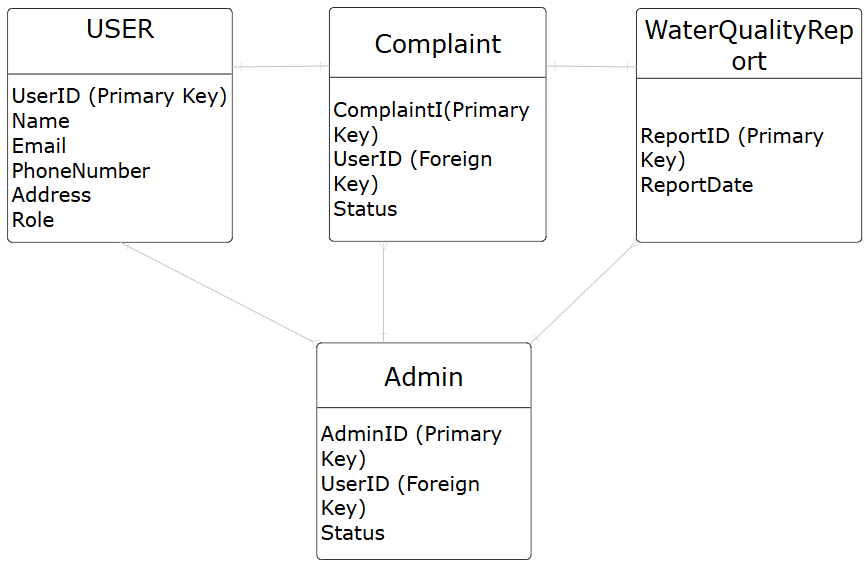 USER
UserID (Primary Key)
Name
Email
PhoneNumber
Address
Role
Complaint
ComplaintI(Primary
Key)
UserID (Foreign
Key)
Status
WaterQualityRep
ort
ReportID (Primary
Key)
ReportDate
Admin
AdminID (Primary
Key)
UserID (Foreign
Key)
Status